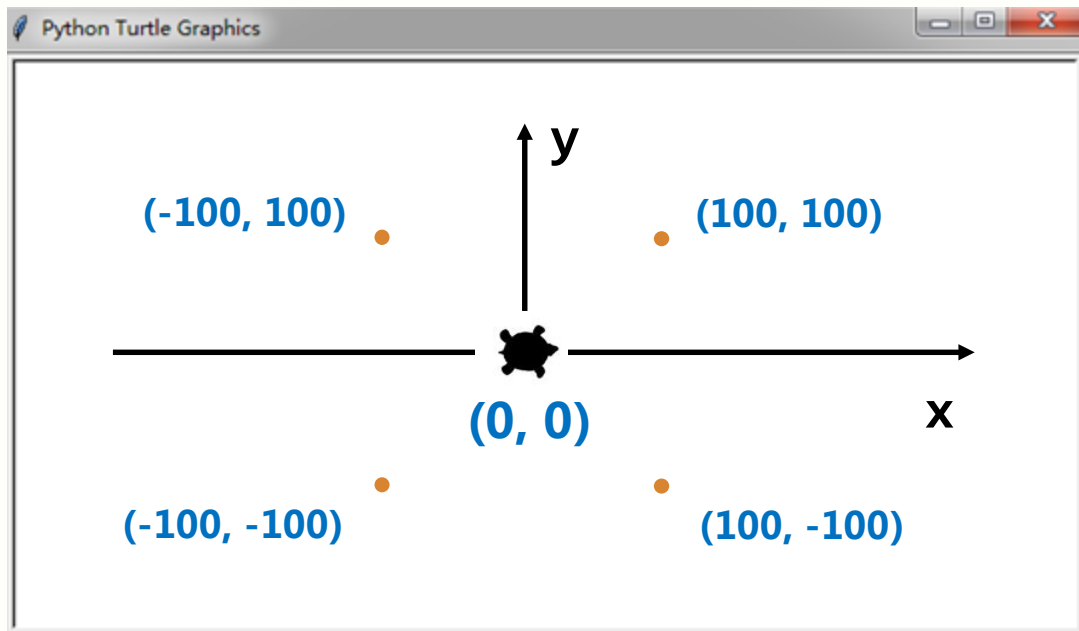 Python Turtle Graphics
y
(-100, 100)
(100, 100)
(0, 0)
x
(-100, -100)
(100, -100)